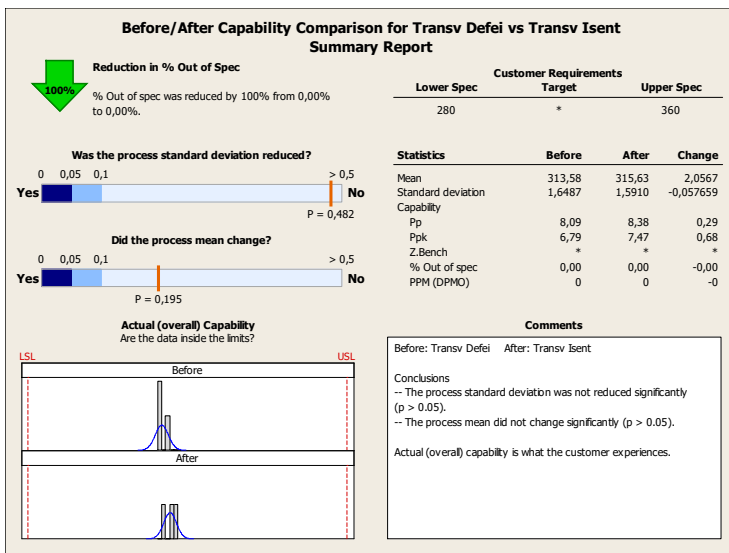 Before/After Capability Comparison for Transv Defei vs Transv Isent
Summary Report
Reduction in % Out of Spec
100%
% Out of spec was reduced by 100% from 0,00%
to 0,00%.
Customer Requirements
Lower Spec Target Upper Spec
280 * 360
Was the process standard deviation reduced?
0 0,05 0,1 > 0,5
Yes No
P = 0,482
Did the process mean change?
0 0,05 0,1 > 0,5
Yes No
P = 0,195
Statistics Before After Change
Mean 313,58 315,63 2,0567
Standard deviation 1,6487 1,5910 -0,057659
Capability
Pp 8,09 8,38 0,29
Ppk 6,79 7,47 0,68
Z.Bench * * *
% Out of spec 0,00 0,00 -0,00
PPM (DPMO) 0 0 -0
Actual (overall) Capability
Are the data inside the limits?
LSL USL
Before
After
Comments
Before: Transv Defei After: Transv Isent
Conclusions
-- The process standard deviation was not reduced significantly
(p > 0.05).
-- The process mean did not change significantly (p > 0.05).
Actual (overall) capability is what the customer experiences.